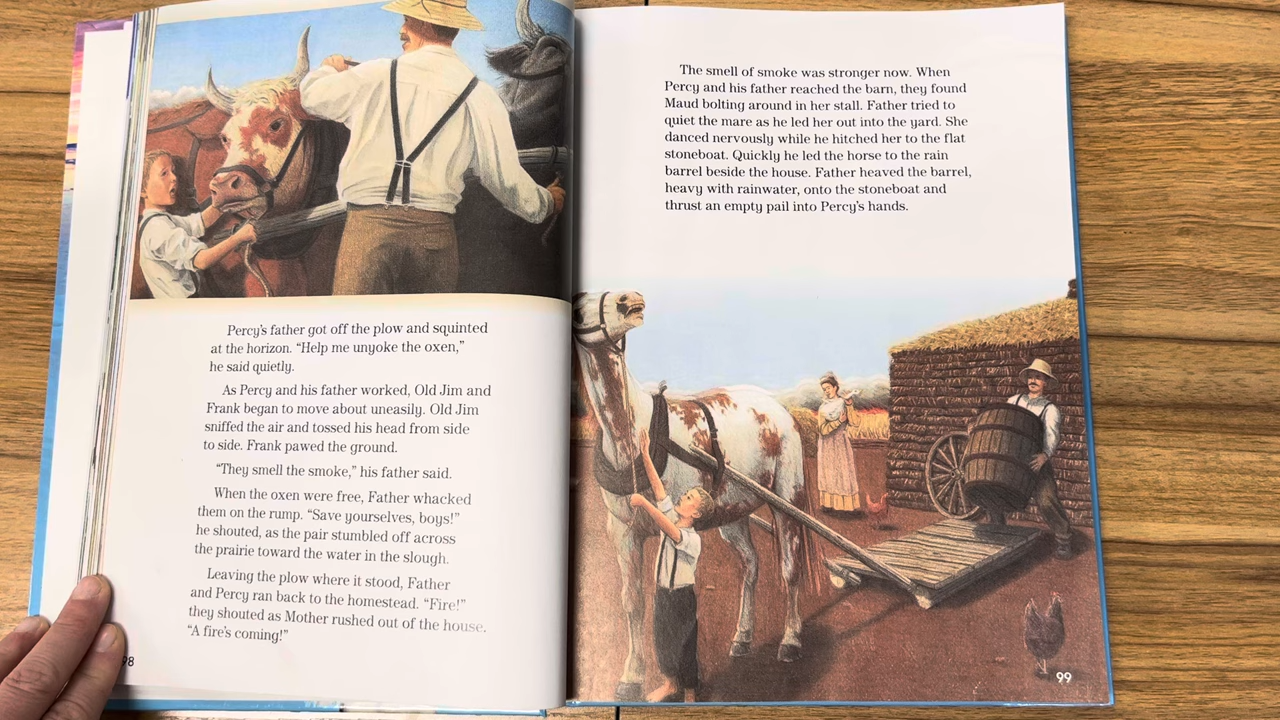 Percy's father got off the plow and squinted
at the horizon. “Help me unyoke the oxen,”
he said quietly.
As Percy and his father worked, Old Jim and
Frank began to move about uneasily. Old Jim
sniffed the air and tossed his head from side
to side. Frank pawed the ground.
“They smell the smoke,” his father said.
When the oxen were free, Father whacked
them on the rump. “Save yourselves, boys!”
he shouted, as the pair stumbled off across
the prairie toward the water in the slough.
Leaving the plow where it stood, Father
and Percy ran back to the homestead. “Fire!”
they shouted as Mother rushed out of the house.
“A fire's coming!”
98
The smell of smoke was stronger now. When
Percy and his father reached the barn, they found
Maud bolting around in her stall. Father tried to
quiet the mare as he led her out into the yard. She
danced nervously while he hitched her to the flat
stoneboat. Quickly he led the horse to the rain
barrel beside the house. Father heaved the barrel,
heavy with rainwater, onto the stoneboat and
thrust an empty pail into Percy's hands.
99